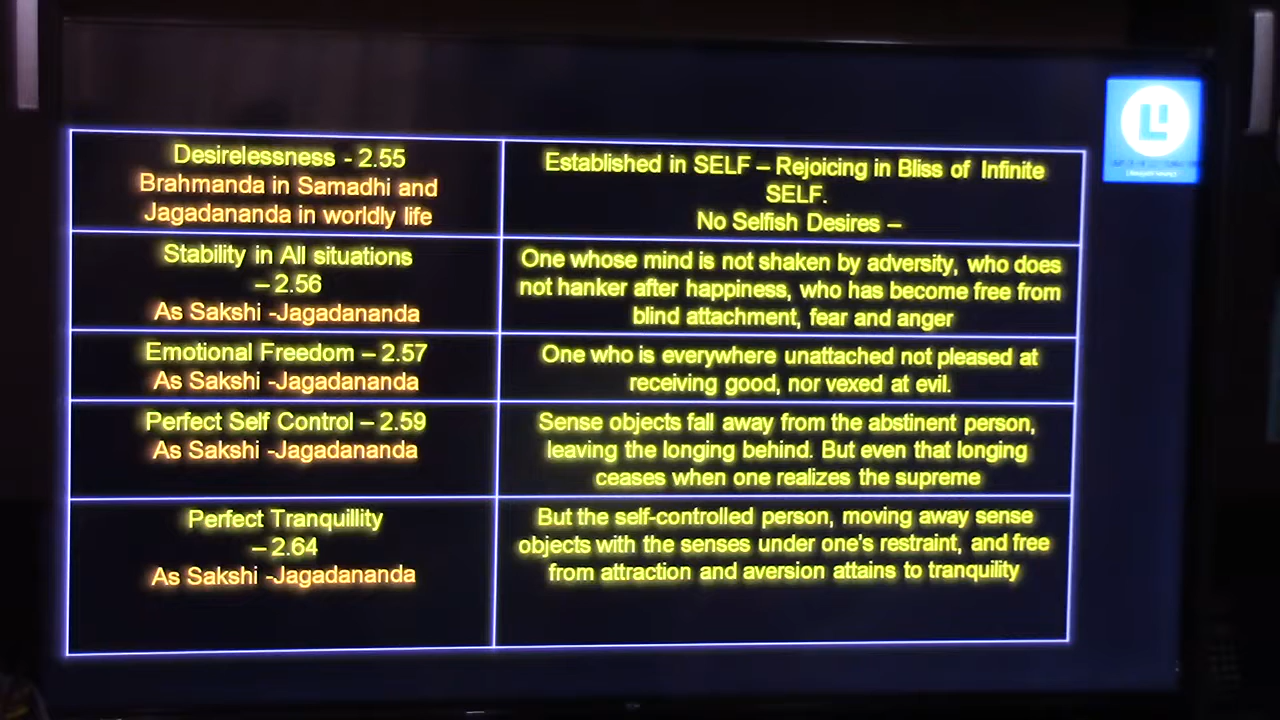 Desirelessness - 2.55
Brahmanda in Samadhi and
Jagadananda in worldly life
Established in SELF – Rejoicing in Bliss of Infinite
SELF.
No Selfish Desires –
Stability in All situations
– 2.56
As Sakshi -Jagadananda
One whose mind is not shaken by adversity, who does
not hanker after happiness, who has become free from
blind attachment, fear and anger
Emotional Freedom – 2.57
As Sakshi -Jagadananda
One who is everywhere unattached not pleased at
receiving good, nor vexed at evil.
Perfect Self Control – 2.59
As Sakshi -Jagadananda
Sense objects fall away from the abstinent person,
leaving the longing behind. But even that longing
ceases when one realizes the supreme
Perfect Tranquillity
– 2.64
As Sakshi -Jagadananda
But the self-controlled person, moving away sense
objects with the senses under one's restraint, and free
from attraction and aversion attains to tranquility